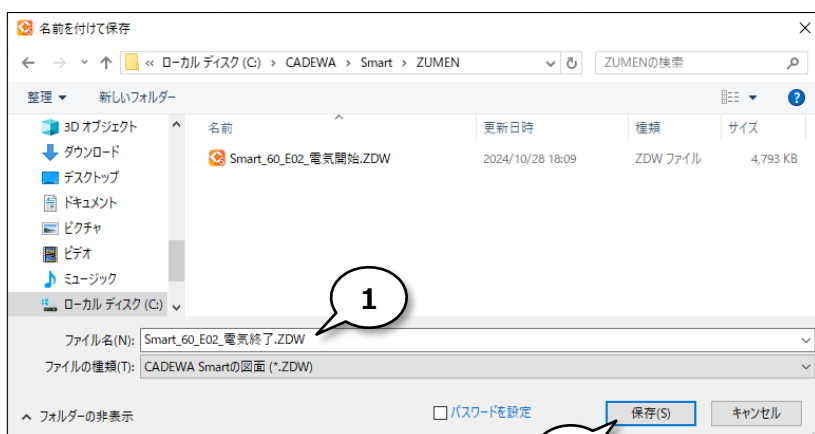 名前を付けて保存
« ローカル ディスク (C:) › CADEWA › Smart › ZUMEN
ZUMENの検索
整理 新しいフォルダー
名前 更新日時 種類 サイズ
3D オブジェクト
Smart_60_E02_電気開始.ZDW 2024/10/28 18:09 ZDW ファイル 4,793 KB
ダウンロード
デスクトップ
ドキュメント
ピクチャ
ビデオ
ミュージック
ローカル ディスク (C:)
1
ファイル名(N): Smart_60_E02_電気終了.ZDW
ファイルの種類(T): CADEWA Smartの図面 (*.ZDW)
フォルダーの非表示
パスワードを設定
保存(S)
キャンセル